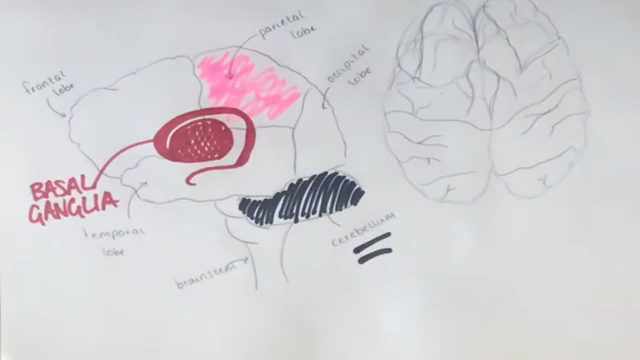 parietal
lobe
occipital
lobe
frontal
lobe
BASAL
GANGLIA
temporal
lobe
cerebellum
brainstem